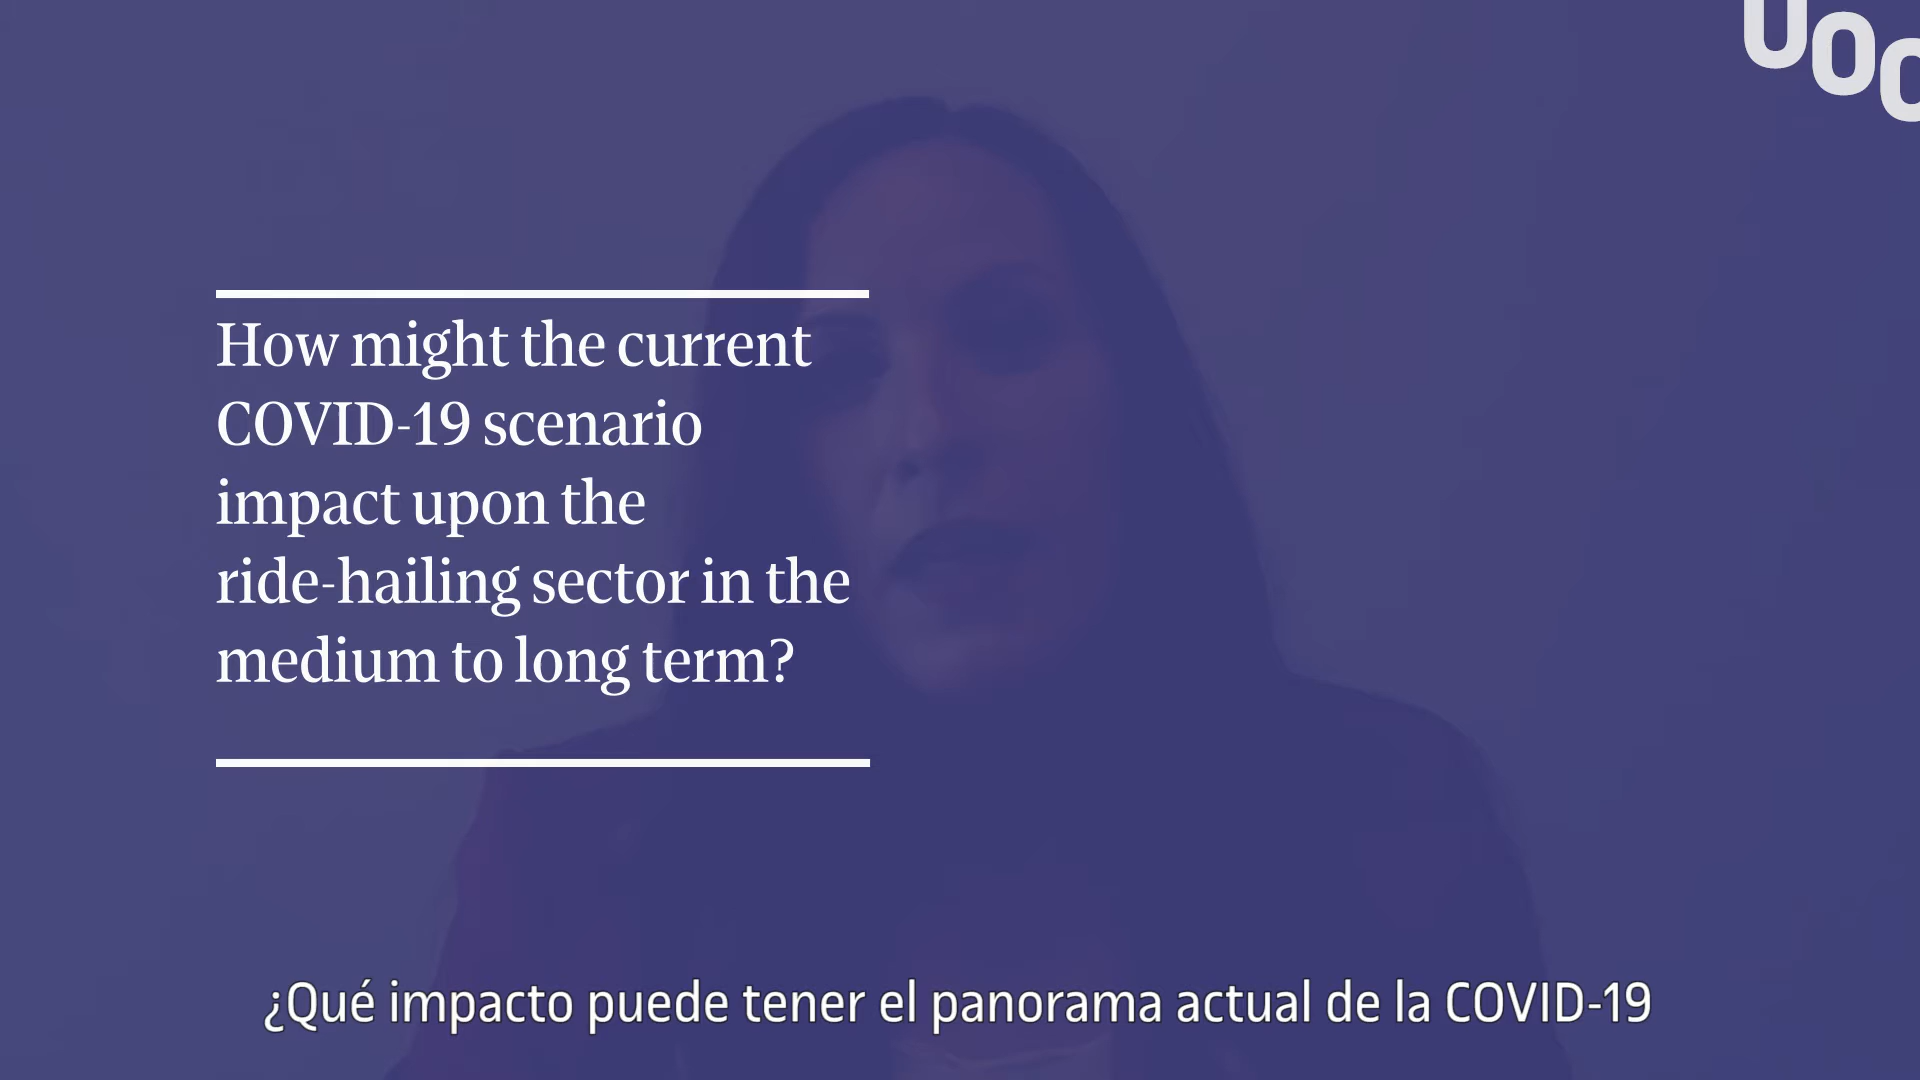 UOC
How might the current
COVID-19 scenario
impact upon the
ride-hailing sector in the
medium to long term?
¿Qué impacto puede tener el panorama actual de la COVID-19